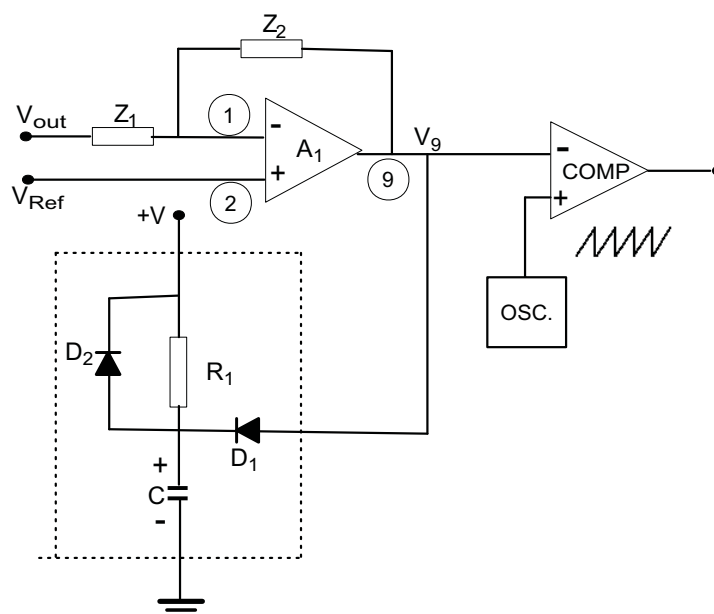 Z2
Vout
Z1
1
-
A1
+
VRef
2
9
V9
-
COMP
+
OSC.
+V
D2
R1
D1
+
C
-